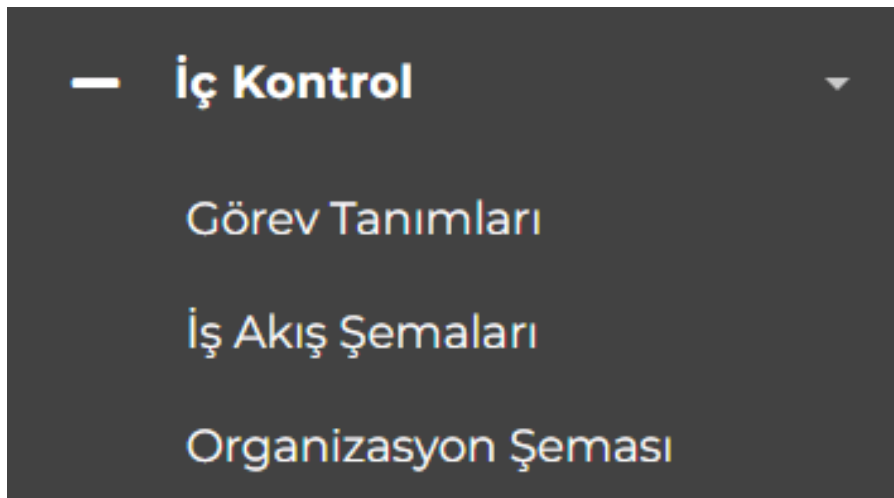 İç Kontrol
Görev Tanımları
İş Akış Şemaları
Organizasyon Şeması